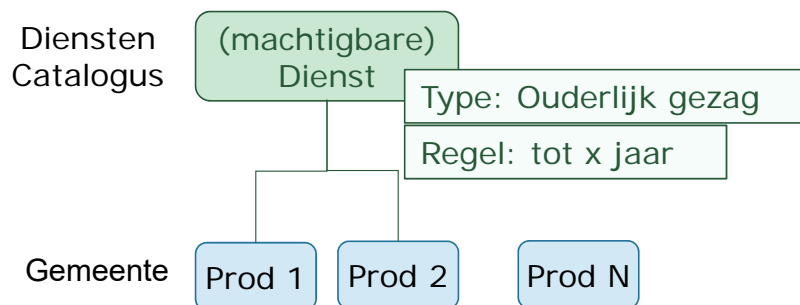 Diensten
Catalogus
(machtigbare)
Dienst
Type: Ouderlijk gezag
Regel: tot x jaar
Gemeente
Prod 1
Prod 2
Prod N